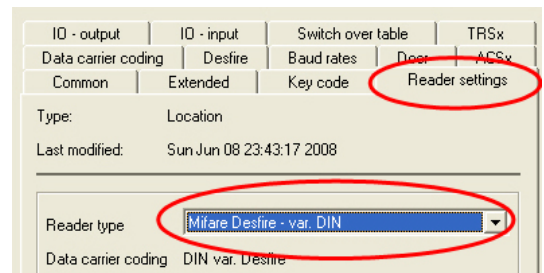 IO - output IO - input Switch over table TRSx
Data carrier coding Desfire Baud rates Door ACSx
Common Extended Key code Reader settings
Type: Location
Last modified: Sun Jun 08 23:43:17 2008
Reader type Mifare Desfire - var. DIN
Data carrier coding DIN var. Desfire